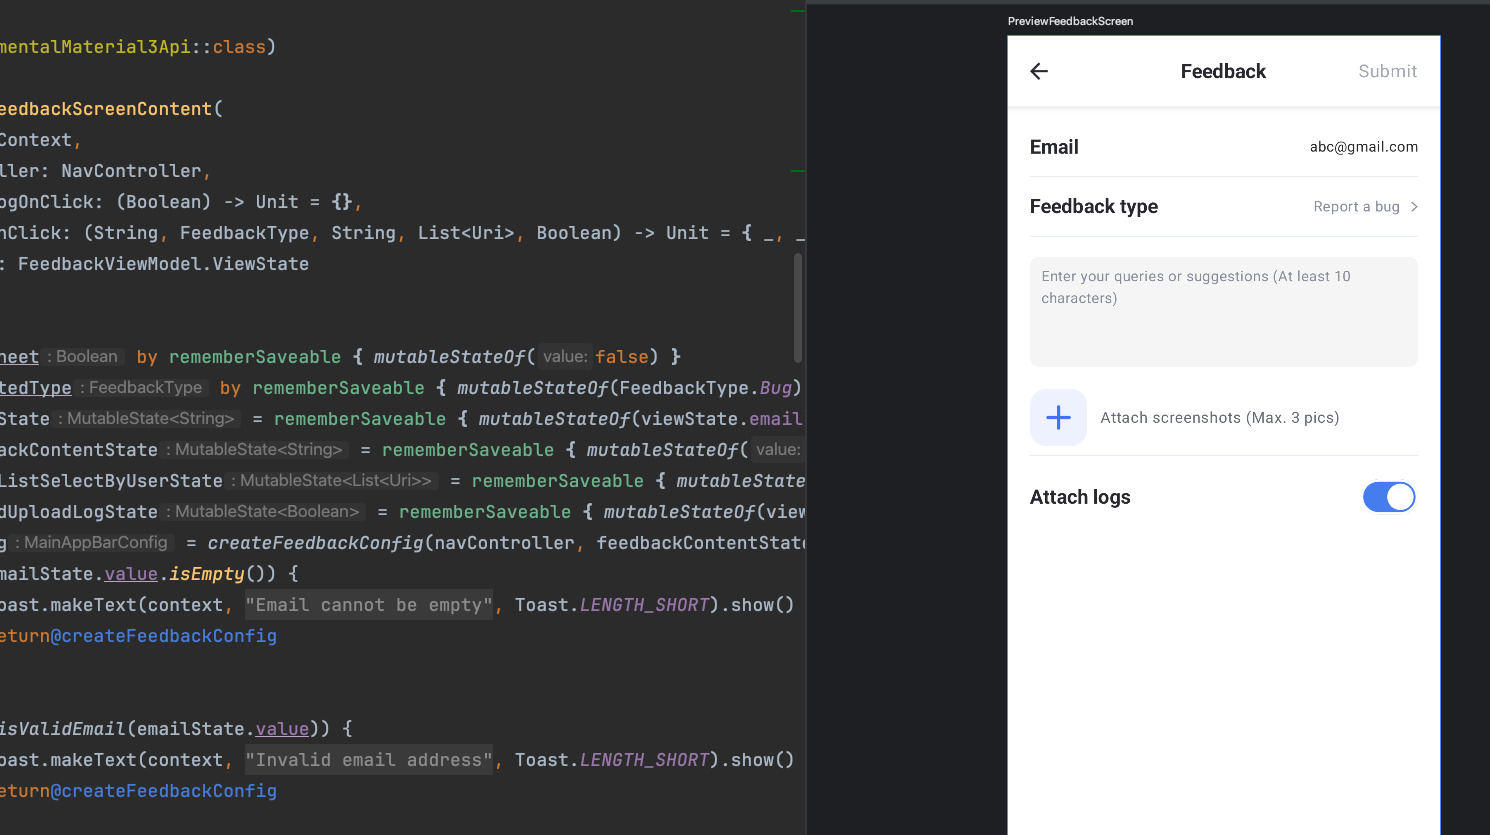 mentalMaterial3Api::class)
eedbackScreenContent(
Context,
ller: NavController,
ogOnClick: (Boolean) -> Unit = {},
nClick: (String, FeedbackType, String, List<Uri>, Boolean) -> Unit = { _, _
: FeedbackViewModel.ViewState
heet : Boolean by rememberSaveable { mutableStateOf( value: false) }
tedType : FeedbackType by rememberSaveable { mutableStateOf(FeedbackType.Bug)
State : MutableState<String> = rememberSaveable { mutableStateOf(viewState.email
ackContentState : MutableState<String> = rememberSaveable { mutableStateOf( value:
ListSelectByUserState : MutableState<List<Uri>> = rememberSaveable { mutableState
dUploadLogState : MutableState<Boolean> = rememberSaveable { mutableStateOf(view
g : MainAppBarConfig = createFeedbackConfig(navController, feedbackContentState
mailState.value.isEmpty()) {
oast.makeText(context, "Email cannot be empty", Toast.LENGTH_SHORT).show()
eturn@createFeedbackConfig
isValidEmail(emailState.value)) {
oast.makeText(context, "Invalid email address", Toast.LENGTH_SHORT).show()
eturn@createFeedbackConfig
PreviewFeedbackScreen
Feedback Submit
Email abc@gmail.com
Feedback type Report a bug
Enter your queries or suggestions (At least 10
characters)
Attach screenshots (Max. 3 pics)
Attach logs